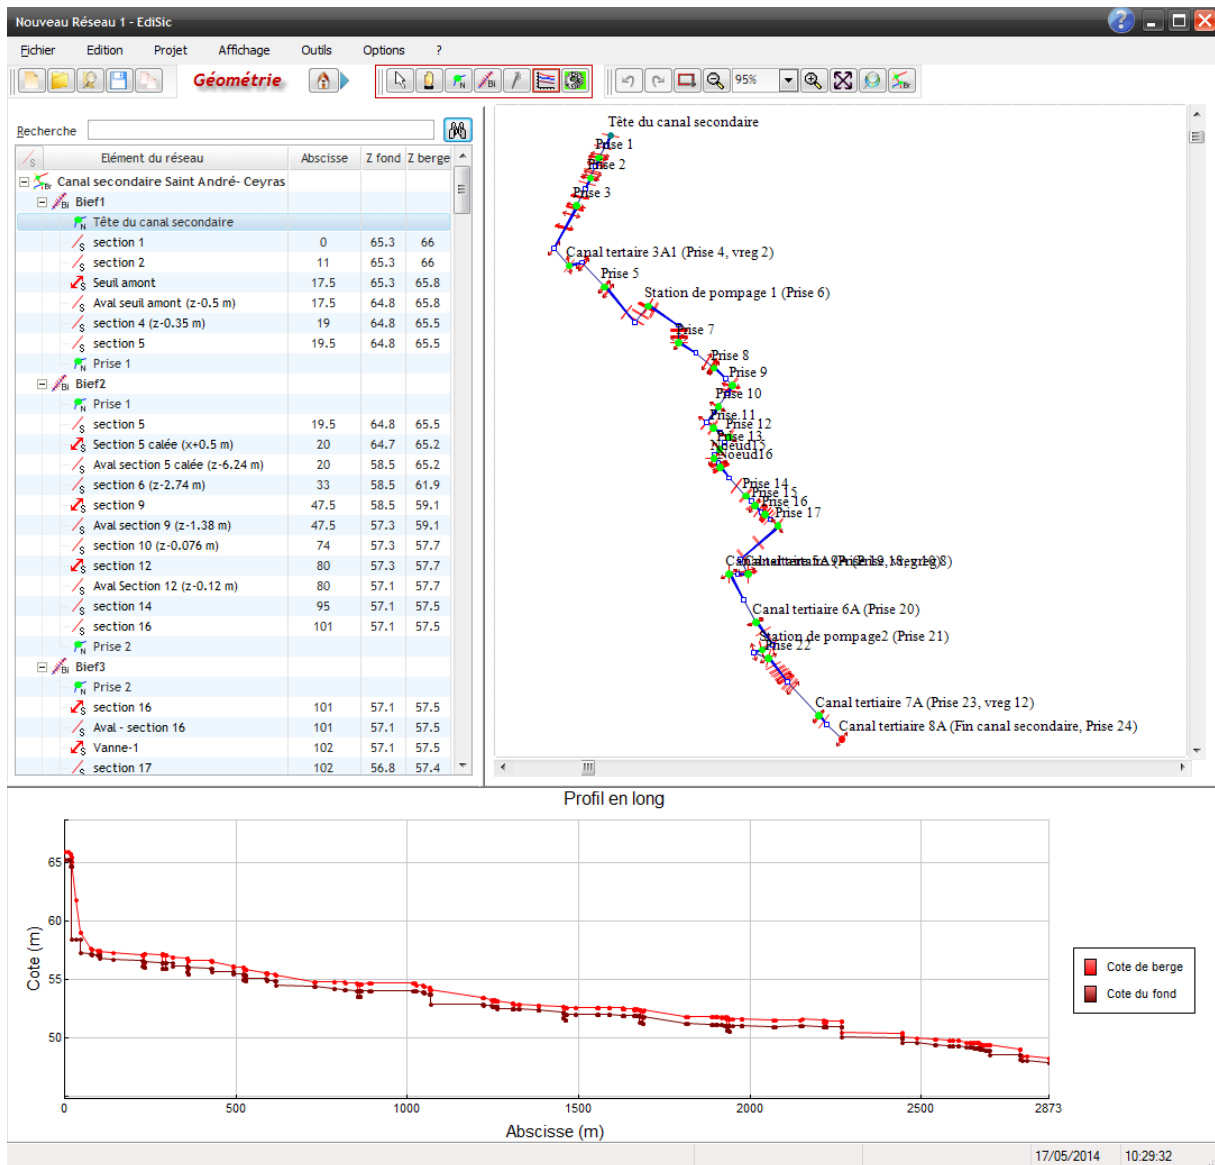 Nouveau Réseau 1 - EdiSic
Fichier Edition Projet Affichage Outils Options ?
Géométrie
95%
Recherche
Elément du réseau Abscisse Z fond Z berge
Canal secondaire Saint André- Ceyras
Bief1
Tête du canal secondaire
section 1 0 65.3 66
section 2 11 65.3 66
Seuil amont 17.5 65.3 65.8
Aval seuil amont (z-0.5 m) 17.5 64.8 65.8
section 4 (z-0.35 m) 19 64.8 65.5
section 5 19.5 64.8 65.5
Prise 1
Bief2
Prise 1
section 5 19.5 64.8 65.5
Section 5 calée (x+0.5 m) 20 64.7 65.2
Aval section 5 calée (z-6.24 m) 20 58.5 65.2
section 6 (z-2.74 m) 33 58.5 61.9
section 9 47.5 58.5 59.1
Aval section 9 (z-1.38 m) 47.5 57.3 59.1
section 10 (z-0.076 m) 74 57.3 57.7
section 12 80 57.3 57.7
Aval Section 12 (z-0.12 m) 80 57.1 57.7
section 14 95 57.1 57.5
section 16 101 57.1 57.5
Prise 2
Bief3
Prise 2
section 16 101 57.1 57.5
Aval - section 16 101 57.1 57.5
Vanne-1 102 57.1 57.5
section 17 102 56.8 57.4
Tête du canal secondaire
Prise 1
Prise 2
Prise 3
Canal tertaire 3A1 (Prise 4, vreg 2)
Prise 5
Station de pompage 1 (Prise 6)
Prise 7
Prise 8
Prise 9
Prise 10
Prise 11
Prise 12
Prise 13
Noeud15
Noeud16
Prise 14
Prise 15
Prise 16
Prise 17
Canal tertiaire 6A (Prise 20)
Station de pompage2 (Prise 21)
Prise 22
Canal tertiaire 7A (Prise 23, vreg 12)
Canal tertiaire 8A (Fin canal secondaire, Prise 24)
Profil en long
Cote (m)
65
60
55
50
0 500 1000 1500 2000 2500 2873
Abscisse (m)
Cote de berge
Cote du fond
17/05/2014 10:29:32